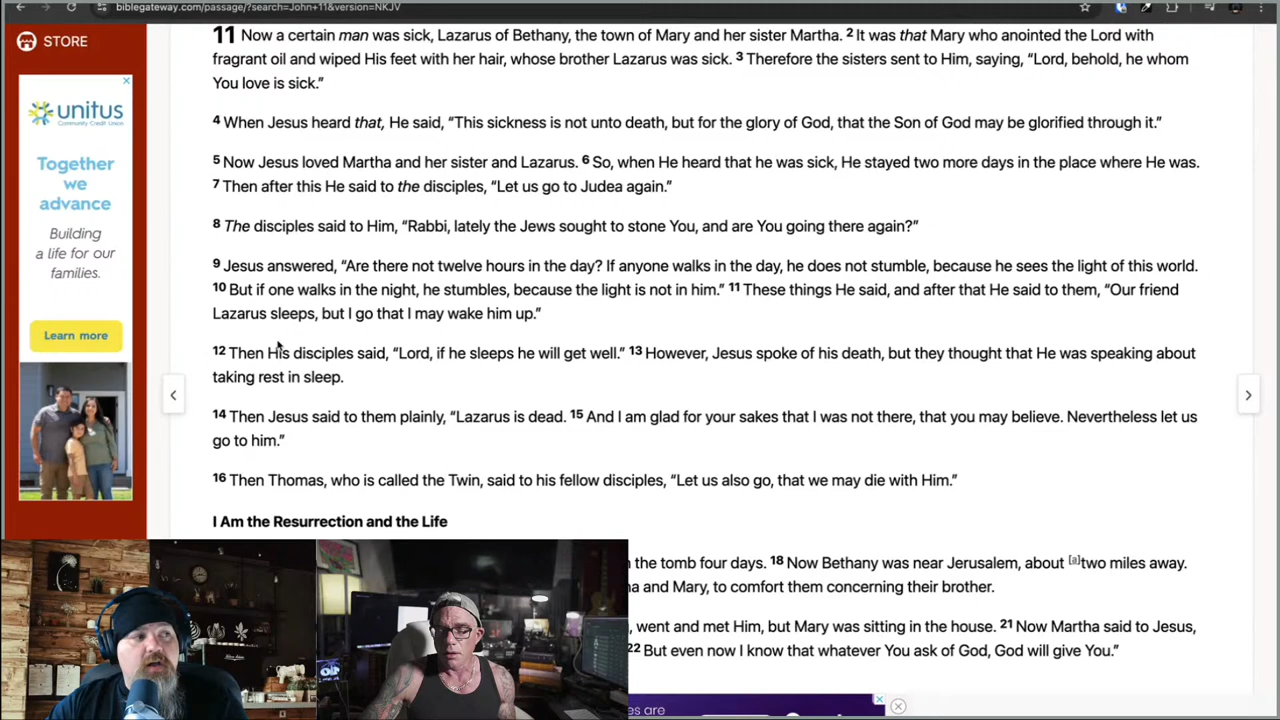 biblegateway.com/passage/?search=John+11&version=NKJV
STORE
unitus
Community Credit Union
Together
we
advance
Building
a life for our
families.
Learn more
11 Now a certain man was sick, Lazarus of Bethany, the town of Mary and her sister Martha. 2 It was that Mary who anointed the Lord with
fragrant oil and wiped His feet with her hair, whose brother Lazarus was sick. 3 Therefore the sisters sent to Him, saying, “Lord, behold, he whom
You love is sick.”
4 When Jesus heard that, He said, “This sickness is not unto death, but for the glory of God, that the Son of God may be glorified through it.”
5 Now Jesus loved Martha and her sister and Lazarus. 6 So, when He heard that he was sick, He stayed two more days in the place where He was.
7 Then after this He said to the disciples, “Let us go to Judea again.”
8 The disciples said to Him, “Rabbi, lately the Jews sought to stone You, and are You going there again?”
9 Jesus answered, “Are there not twelve hours in the day? If anyone walks in the day, he does not stumble, because he sees the light of this world.
10 But if one walks in the night, he stumbles, because the light is not in him.” 11 These things He said, and after that He said to them, “Our friend
Lazarus sleeps, but I go that I may wake him up.”
12 Then His disciples said, “Lord, if he sleeps he will get well.” 13 However, Jesus spoke of his death, but they thought that He was speaking about
taking rest in sleep.
14 Then Jesus said to them plainly, “Lazarus is dead. 15 And I am glad for your sakes that I was not there, that you may believe. Nevertheless let us
go to him.”
16 Then Thomas, who is called the Twin, said to his fellow disciples, “Let us also go, that we may die with Him.”
I Am the Resurrection and the Life
the tomb four days. 18 Now Bethany was near Jerusalem, about [a]two miles away.
and Mary, to comfort them concerning their brother.
, went and met Him, but Mary was sitting in the house. 21 Now Martha said to Jesus,
22 But even now I know that whatever You ask of God, God will give You.”
es are